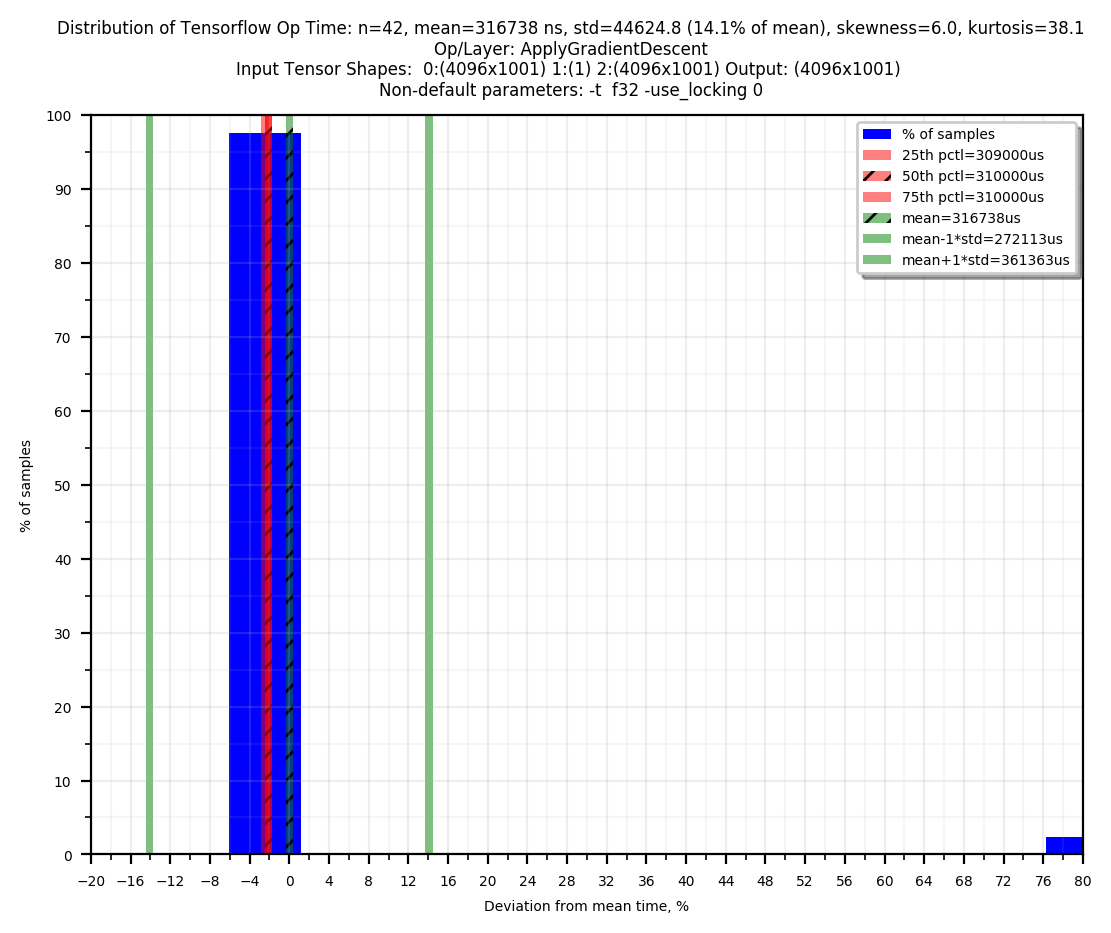 Distribution of Tensorflow Op Time: n=42, mean=316738 ns, std=44624.8 (14.1% of mean), skewness=6.0, kurtosis=38.1
Op/Layer: ApplyGradientDescent
Input Tensor Shapes:  0:(4096x1001) 1:(1) 2:(4096x1001) Output: (4096x1001)
Non-default parameters: -t  f32 -use_locking 0
% of samples
25th pctl=309000us
50th pctl=310000us
75th pctl=310000us
mean=316738us
mean-1*std=272113us
mean+1*std=361363us
100
90
80
70
60
50
40
30
20
10
0
% of samples
−20 −16 −12 −8 −4 0 4 8 12 16 20 24 28 32 36 40 44 48 52 56 60 64 68 72 76 80
Deviation from mean time, %